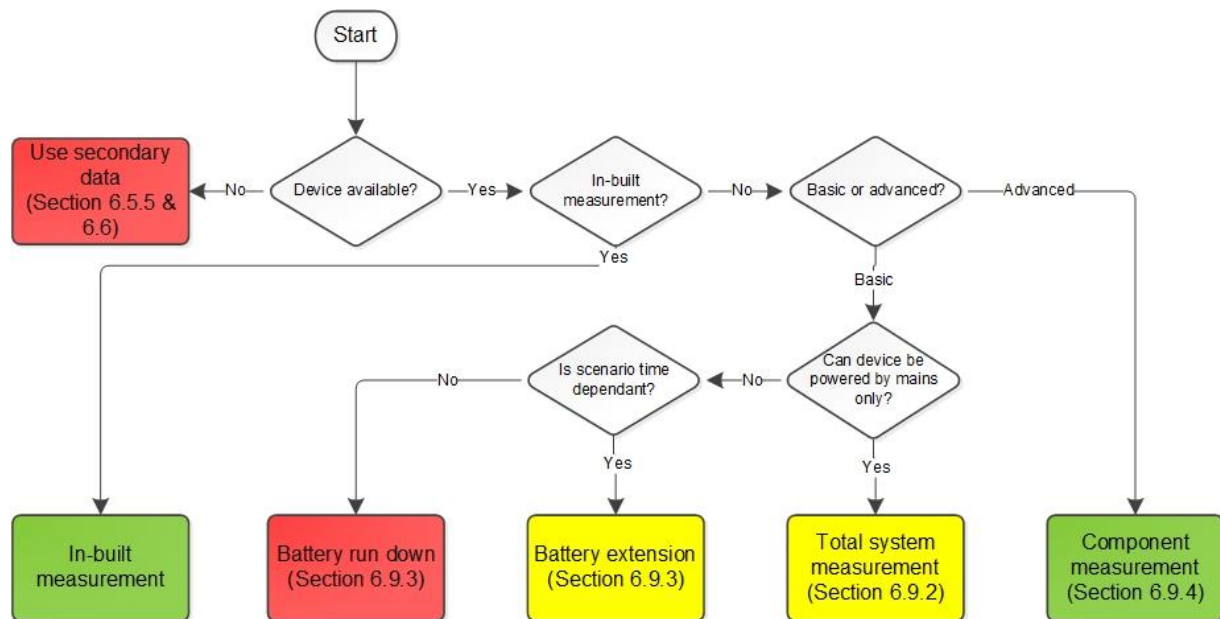 Start
Use secondary
data
(Section 6.5.5 &
6.6)
No
Device available?
Yes
In-built
measurement?
No
Basic or advanced?
Advanced
Yes
Basic
No
Is scenario time
dependant?
No
Can device be
powered by mains
only?
Yes
Yes
In-built
measurement
Battery run down
(Section 6.9.3)
Battery extension
(Section 6.9.3)
Total system
measurement
(Section 6.9.2)
Component
measurement
(Section 6.9.4)